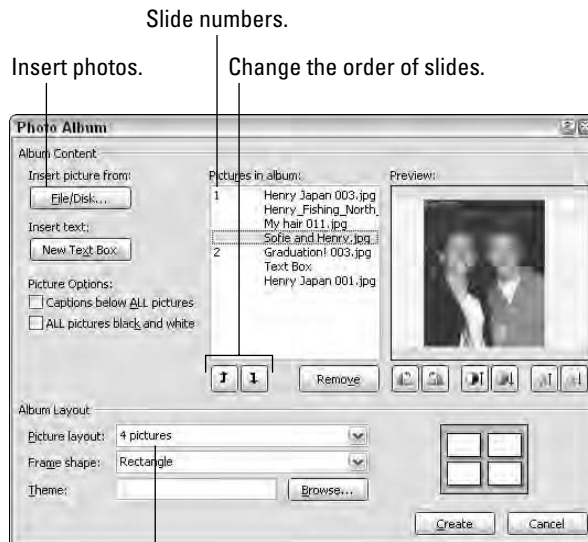 Slide numbers.
Insert photos.
Change the order of slides.
Photo Album
Album Content
Insert picture from:
File/Disk...
Insert text:
New Text Box
Picture Options:
Captions below ALL pictures
ALL pictures black and white
Pictures in album:
1 Henry Japan 003.jpg
Henry_Fishing_North_
My hair 011.jpg
Sofie and Henry.jpg
2 Graduation! 003.jpg
Text Box
Henry Japan 001.jpg
Remove
Preview:
Album Layout
Picture layout: 4 pictures
Frame shape: Rectangle
Theme:
Browse...
Create
Cancel